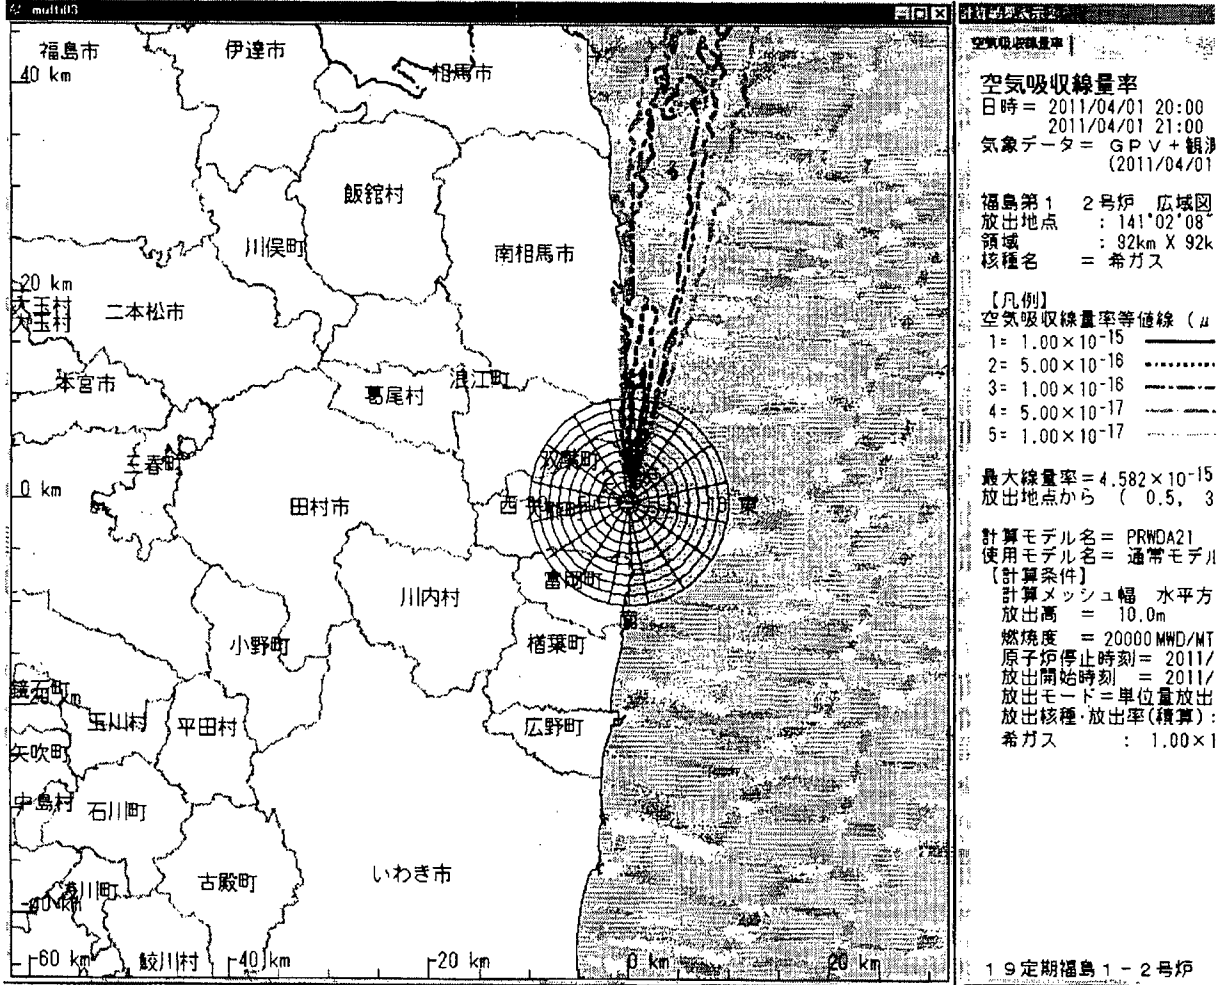 multi03
福島市
伊達市
相馬市
40 km
飯舘村
川俣町
南相馬市
20 km
大玉村
二本松市
本宮市
浪江町
葛尾村
三春町
双葉町
0 km
田村市
西
東
富岡町
川内村
南
小野町
楢葉町
鏡石町
玉川村
平田村
広野町
矢吹町
中島村
石川町
古殿町
いわき市
-40 km
-60 km
鮫川村
-40 km
-20 km
0 km
20 km
空気吸収線量率
空気吸収線量率
日時= 2011/04/01 20:00
2011/04/01 21:00
気象データ= GPV+観測
(2011/04/01
福島第1 2号炉 広域図
放出地点 : 141°02'08"
領域 : 92km X 92k
核種名 = 希ガス
【凡例】
空気吸収線量率等値線 (μ
1= 1.00×10⁻¹⁵
2= 5.00×10⁻¹⁶
3= 1.00×10⁻¹⁶
4= 5.00×10⁻¹⁷
5= 1.00×10⁻¹⁷
最大線量率=4.582×10⁻¹⁵
放出地点から ( 0.5, 3
計算モデル名= PRWDA21
使用モデル名= 通常モデル
【計算条件】
計算メッシュ幅 水平方
放出高 = 10.0m
燃焼度 = 20000MWD/MT
原子炉停止時刻= 2011/
放出開始時刻 = 2011/
放出モード=単位量放出
放出核種・放出率(積算):
希ガス : 1.00×1
19定期福島1-2号炉